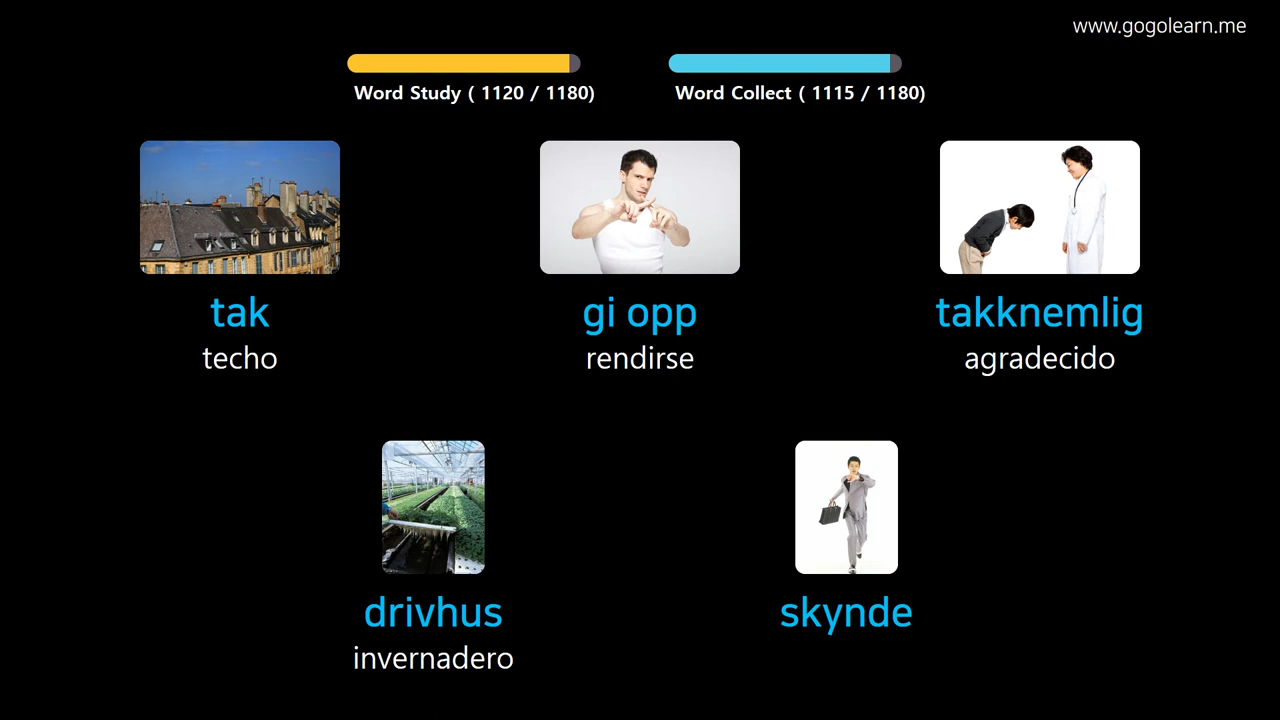 www.gogolearn.me
Word Study ( 1120 / 1180)
Word Collect ( 1115 / 1180)
tak
techo
gi opp
rendirse
takknemlig
agradecido
drivhus
invernadero
skynde